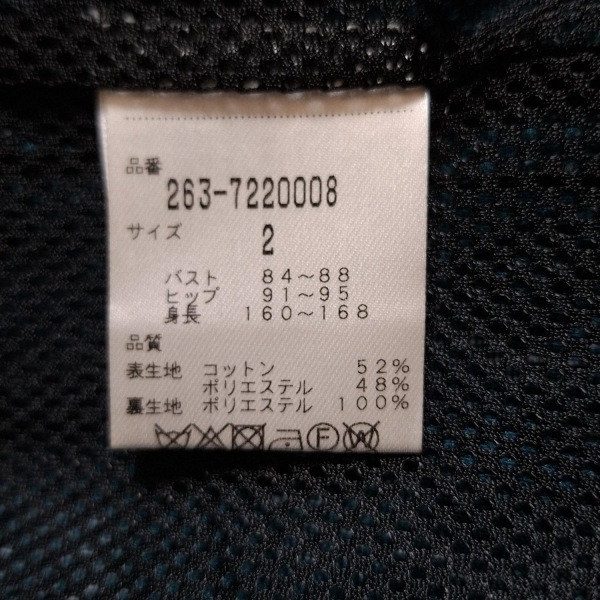 品番
263-7220008
サイズ
2
バスト 84～88
ヒップ 91～95
身長 160～168
品質
表生地 コットン 52%
ポリエステル 48%
裏生地 ポリエステル 100%
F W